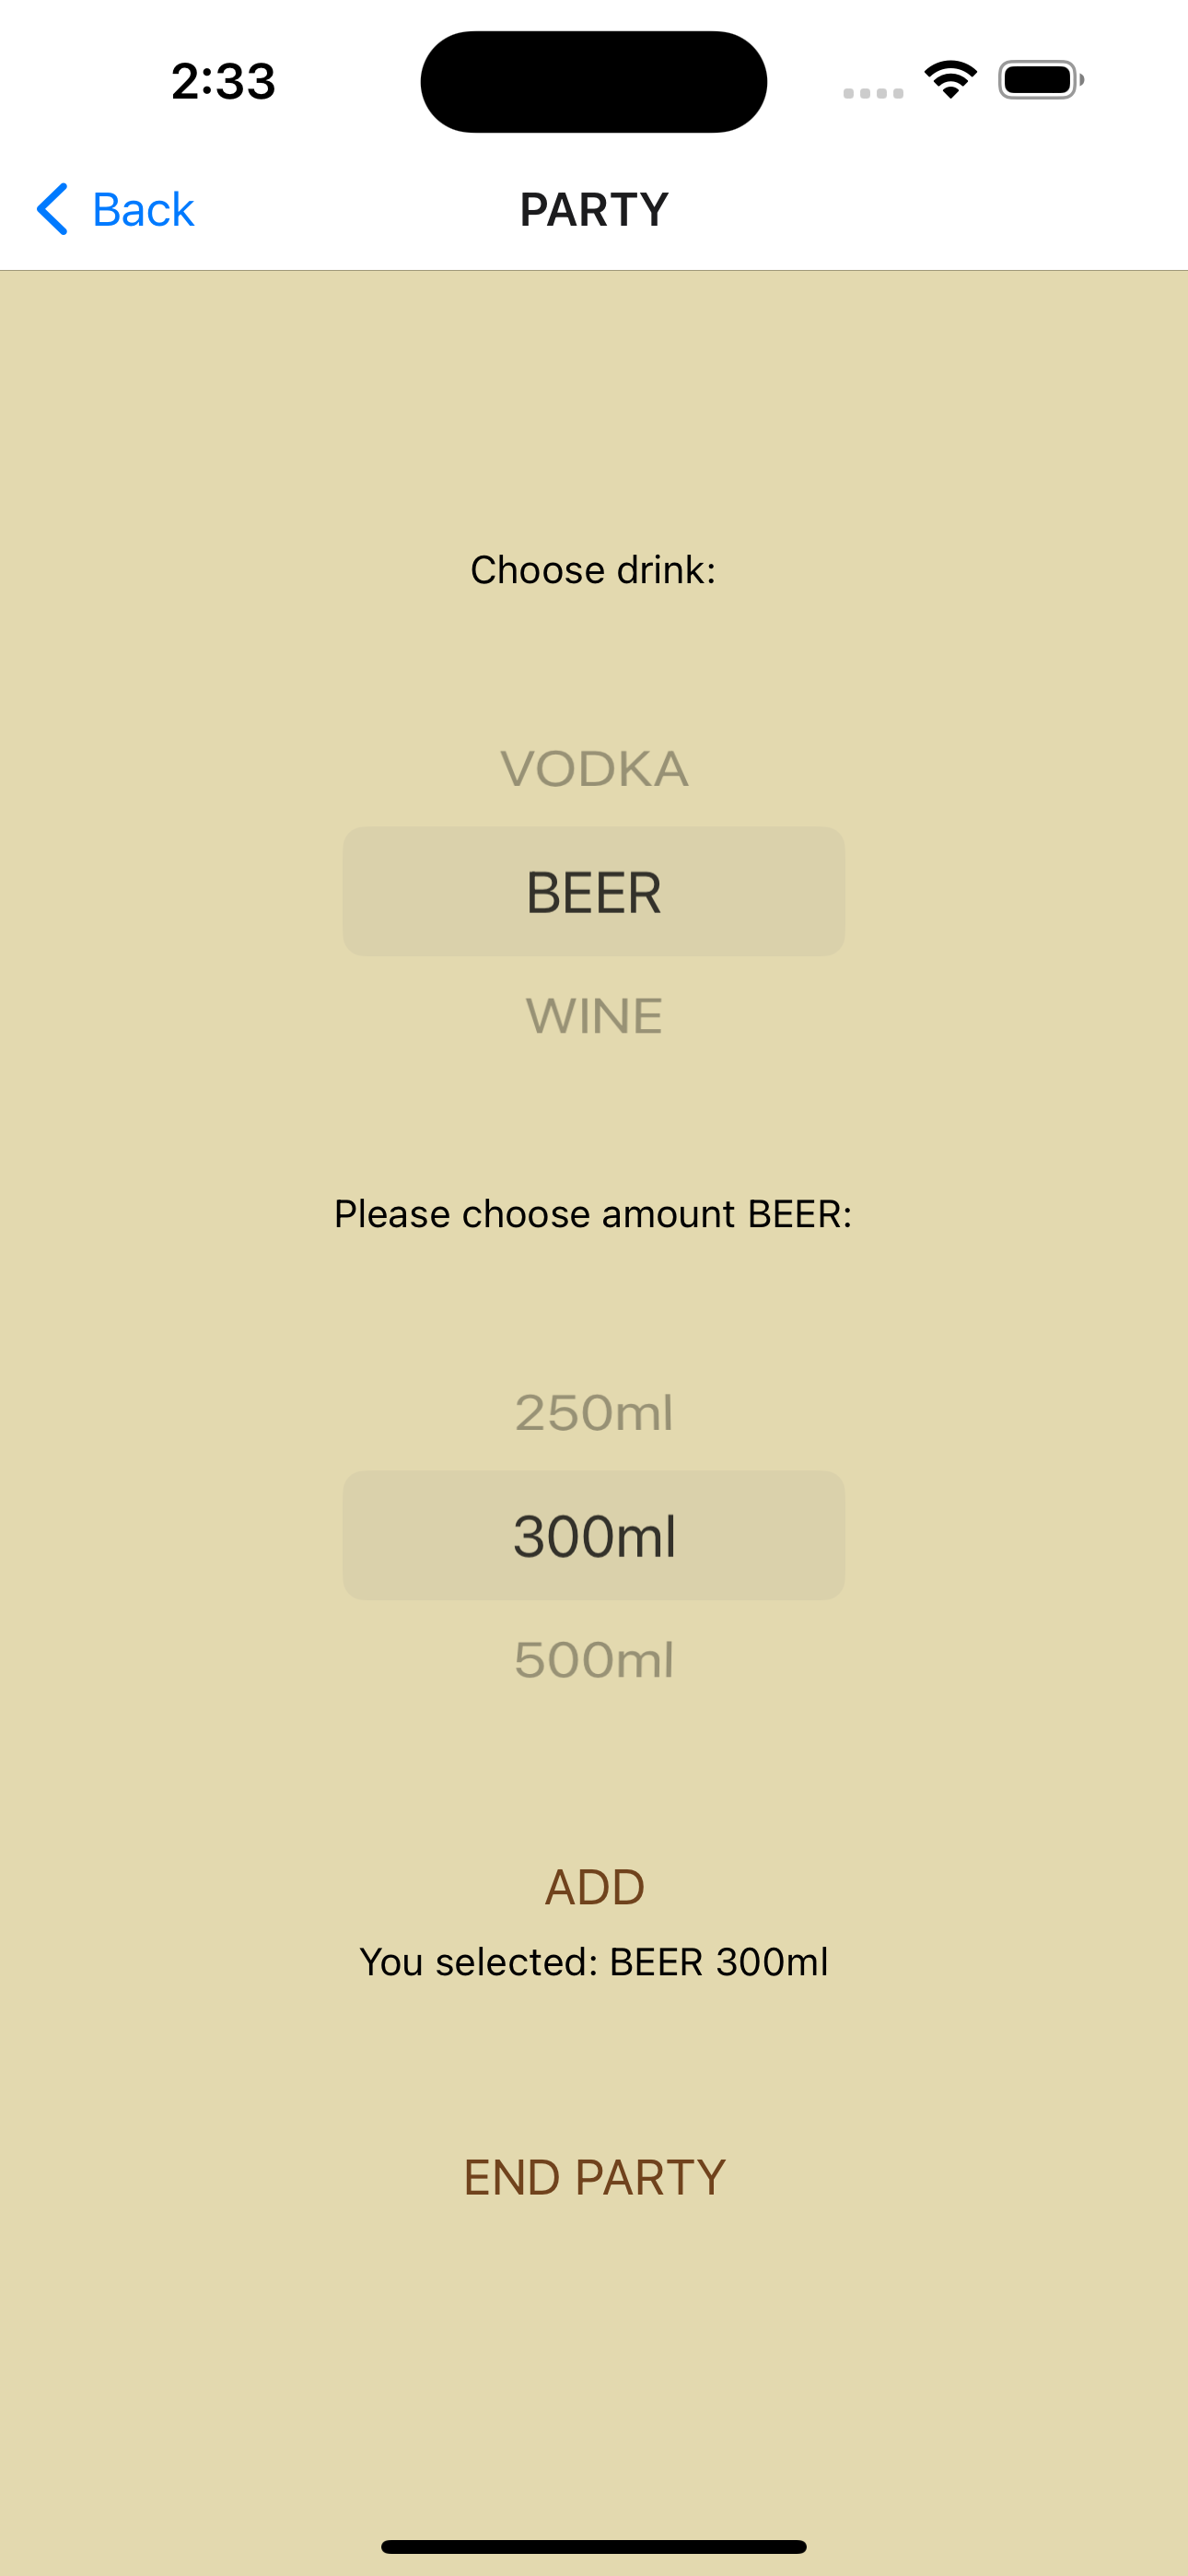 2:33
Back
PARTY
Choose drink:
VODKA
BEER
WINE
Please choose amount BEER:
250ml
300ml
500ml
ADD
You selected: BEER 300ml
END PARTY